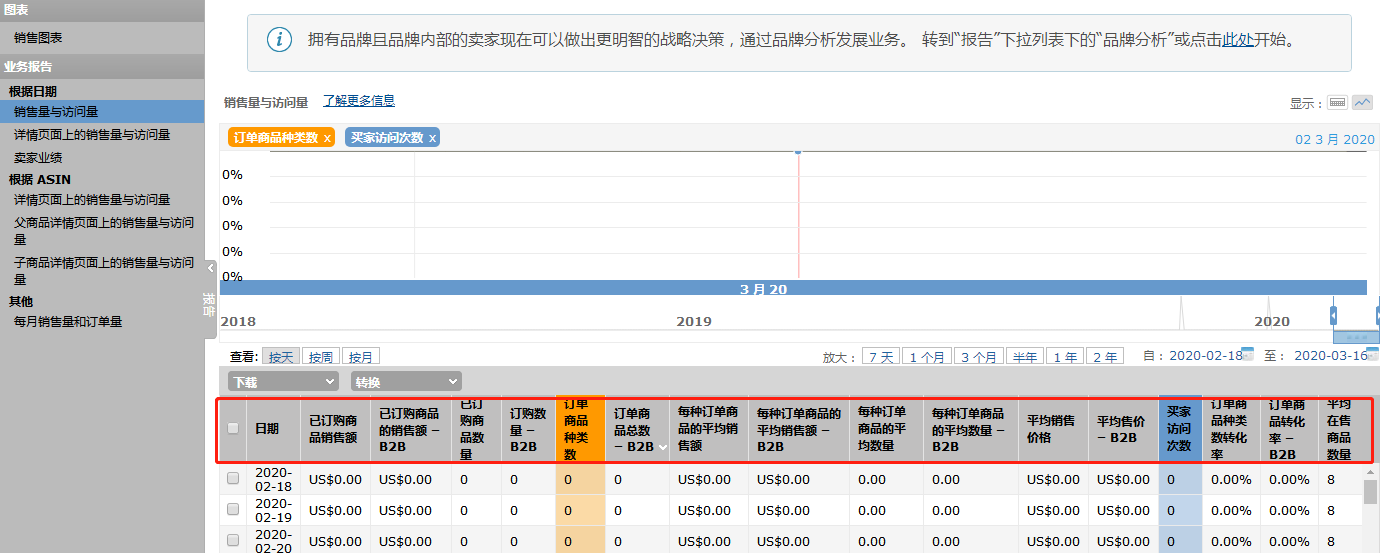 图表
销售图表
业务报告
根据日期
销售量与访问量
详情页面上的销售量与访问量
卖家业绩
根据 ASIN
详情页面上的销售量与访问量
父商品详情页面上的销售量与访问
量
子商品详情页面上的销售量与访问
量
其他
每月销售量和订单量
拥有品牌且品牌内部的卖家现在可以做出更明智的战略决策，通过品牌分析发展业务。 转到“报告”下拉列表下的“品牌分析”或点击此处开始。
销售量与访问量 了解更多信息
显示：
订单商品种类数 x 买家访问次数 x
02 3 月 2020
0%
0%
0%
0%
0%
3 月 20
2018 2019 2020
查看: 按天 按周 按月
放大： 7 天 1 个月 3 个月 半年 1 年 2 年 自：2020-02-18 至： 2020-03-16
下载 转换
日期
已订购商
品销售额
已订购商品
的销售额 –
B2B
已订
购商
品数
量
订购数
量 –
B2B
订单
商品
种类
数
订单商
品总数
– B2B
每种订单商
品的平均销
售额
每种订单商品的
平均销售额 –
B2B
每种订单
商品的平
均数量
每种订单商品
的平均数量 –
B2B
平均销售
价格
平均售价
– B2B
买家
访问
次数
订单商
品种类
数转化
率
订单商
品转化
率 –
B2B
平均
在售
商品
数量
2020-
02-18
US$0.00 US$0.00 0 0 0 0 US$0.00 US$0.00 0.00 0.00 US$0.00 US$0.00 0 0.00% 0.00% 8
2020-
02-19
US$0.00 US$0.00 0 0 0 0 US$0.00 US$0.00 0.00 0.00 US$0.00 US$0.00 0 0.00% 0.00% 8
2020-
02-20
US$0.00 US$0.00 0 0 0 0 US$0.00 US$0.00 0.00 0.00 US$0.00 US$0.00 0 0.00% 0.00% 8